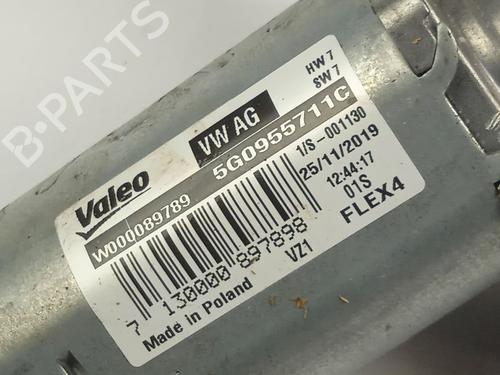 B-PARTS
Valeo
VW AG
HW 7
SW 7
W000089789
5G0955711C
1/S-001130
25/11/2019
12:44:17
01S
FLEX4
7 130000 897898
VZ1
Made in Poland